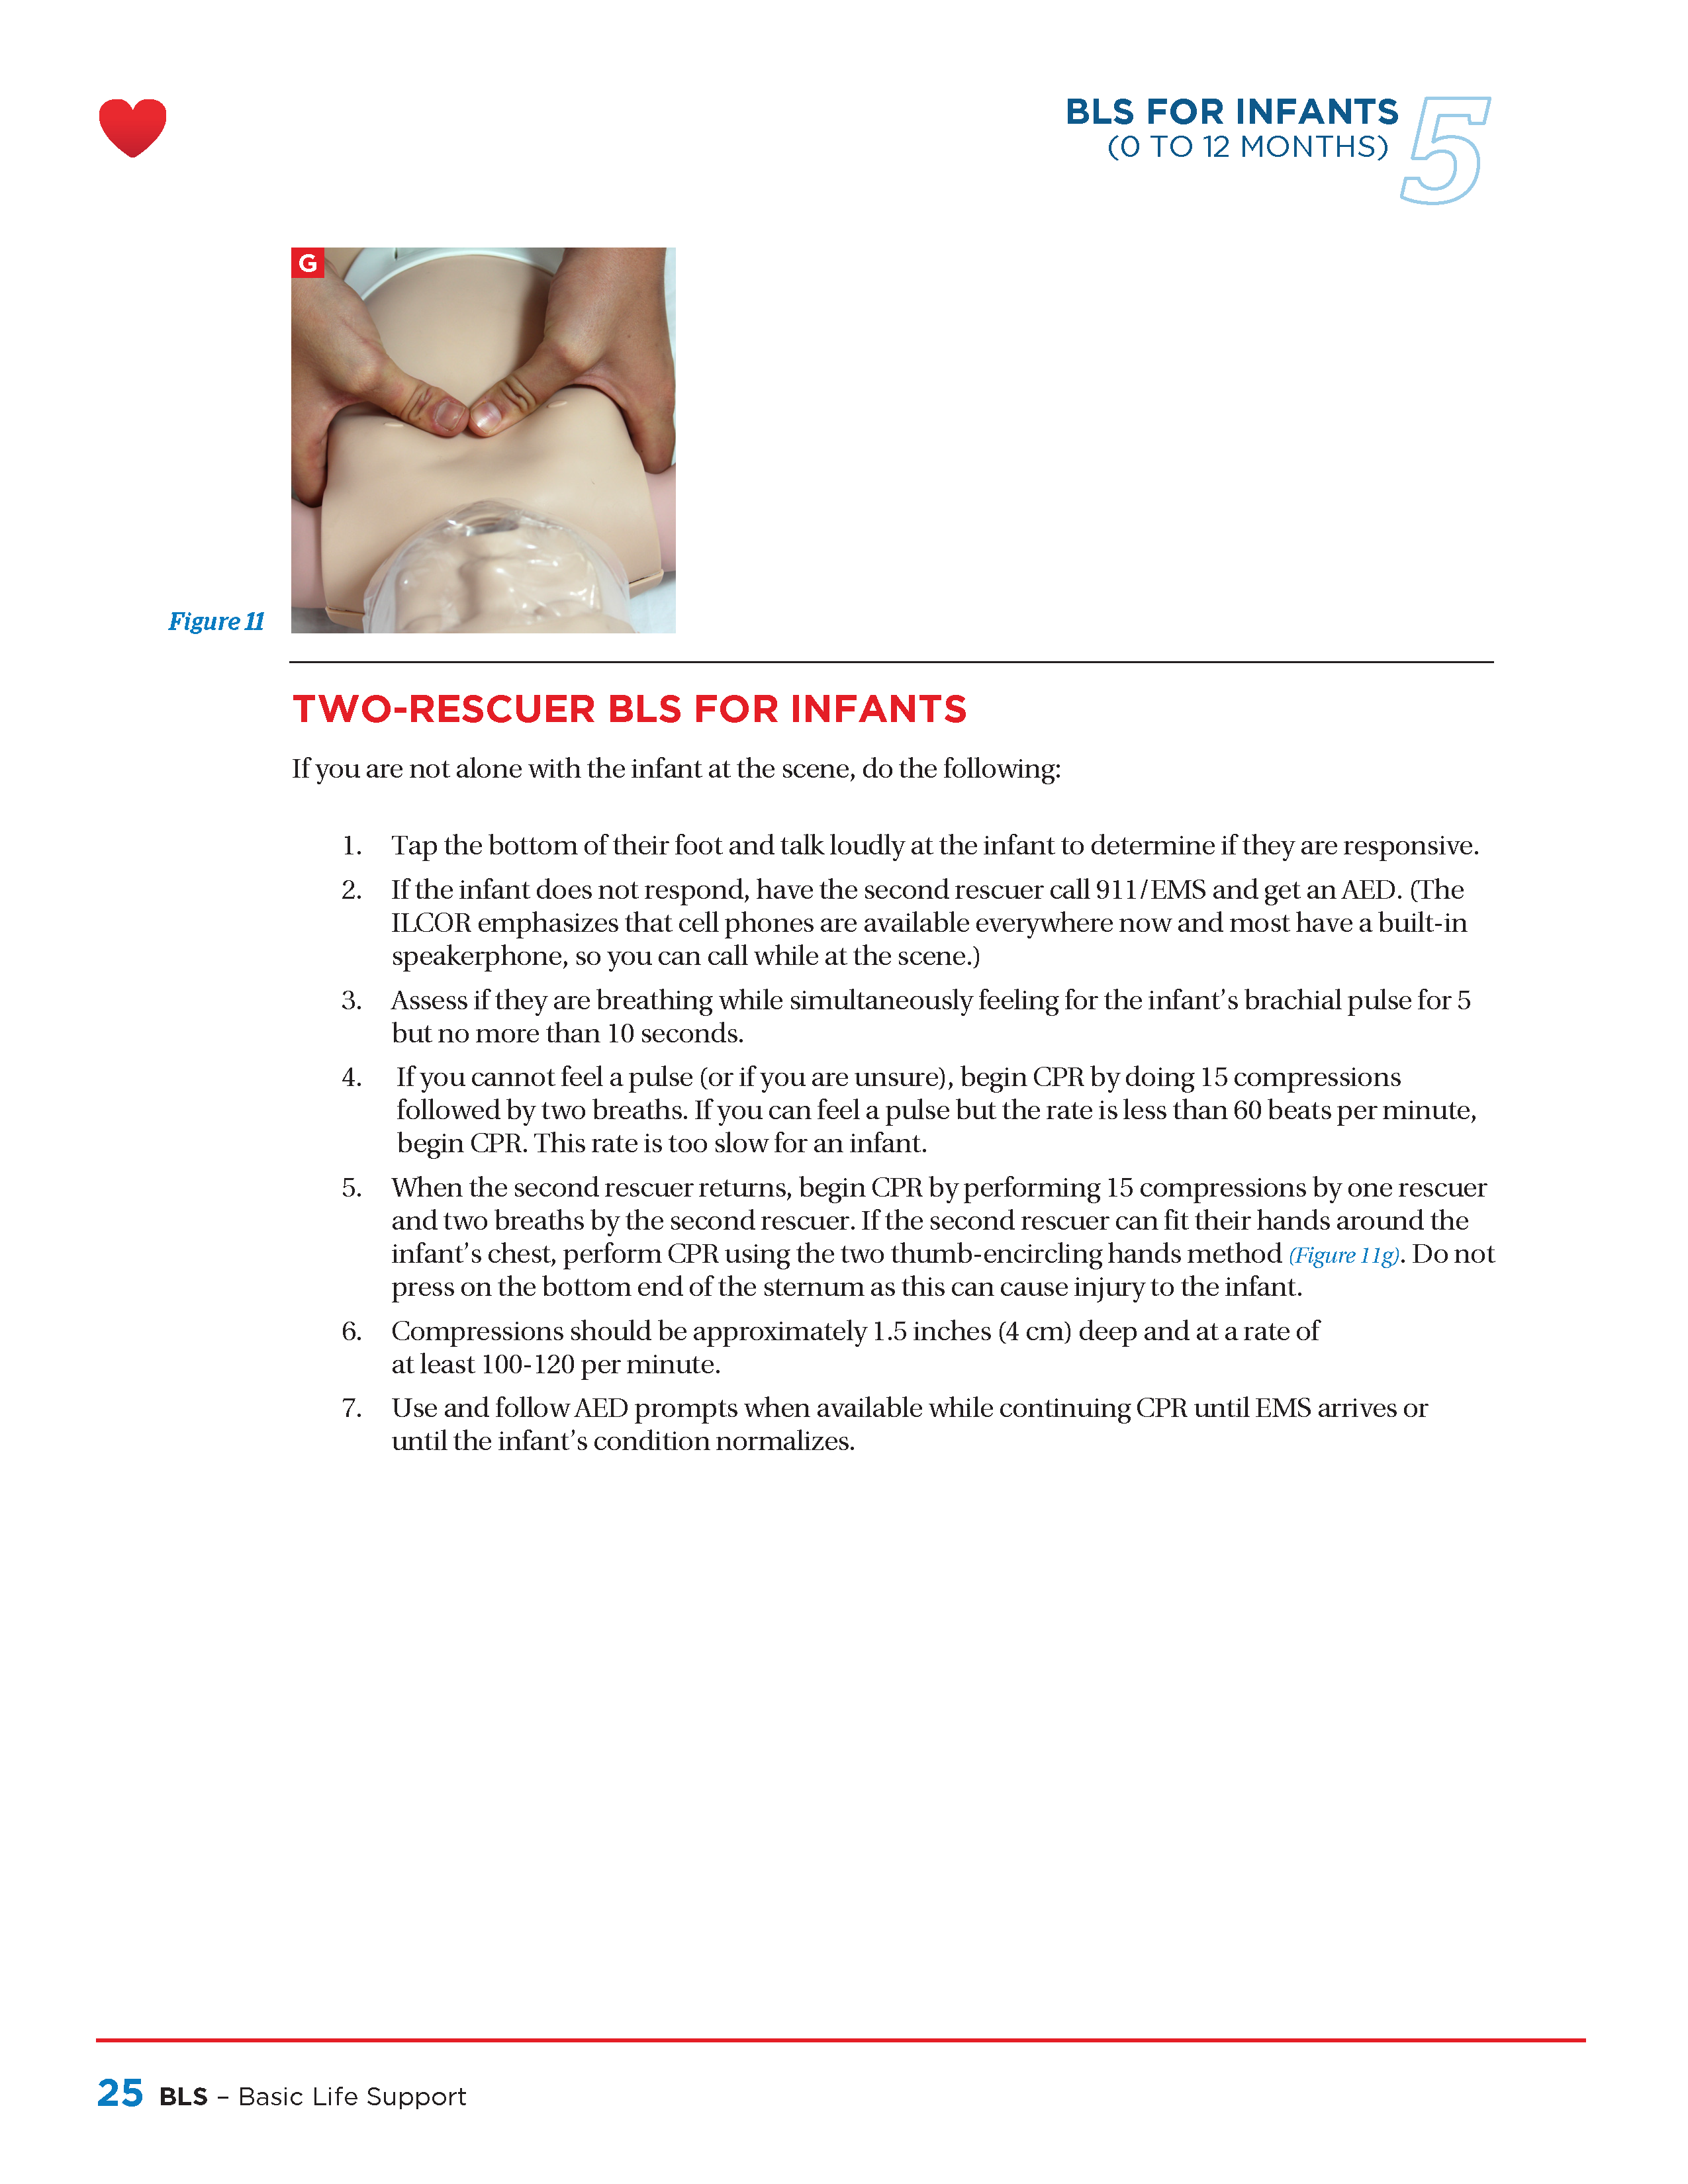 BLS FOR INFANTS
(0 TO 12 MONTHS)
5
G
Figure 11
TWO-RESCUER BLS FOR INFANTS
If you are not alone with the infant at the scene, do the following:
1. Tap the bottom of their foot and talk loudly at the infant to determine if they are responsive.
2. If the infant does not respond, have the second rescuer call 911/EMS and get an AED. (The
ILCOR emphasizes that cell phones are available everywhere now and most have a built-in
speakerphone, so you can call while at the scene.)
3. Assess if they are breathing while simultaneously feeling for the infant’s brachial pulse for 5
but no more than 10 seconds.
4. If you cannot feel a pulse (or if you are unsure), begin CPR by doing 15 compressions
followed by two breaths. If you can feel a pulse but the rate is less than 60 beats per minute,
begin CPR. This rate is too slow for an infant.
5. When the second rescuer returns, begin CPR by performing 15 compressions by one rescuer
and two breaths by the second rescuer. If the second rescuer can fit their hands around the
infant’s chest, perform CPR using the two thumb-encircling hands method (Figure 11g). Do not
press on the bottom end of the sternum as this can cause injury to the infant.
6. Compressions should be approximately 1.5 inches (4 cm) deep and at a rate of
at least 100-120 per minute.
7. Use and follow AED prompts when available while continuing CPR until EMS arrives or
until the infant’s condition normalizes.
25 BLS – Basic Life Support